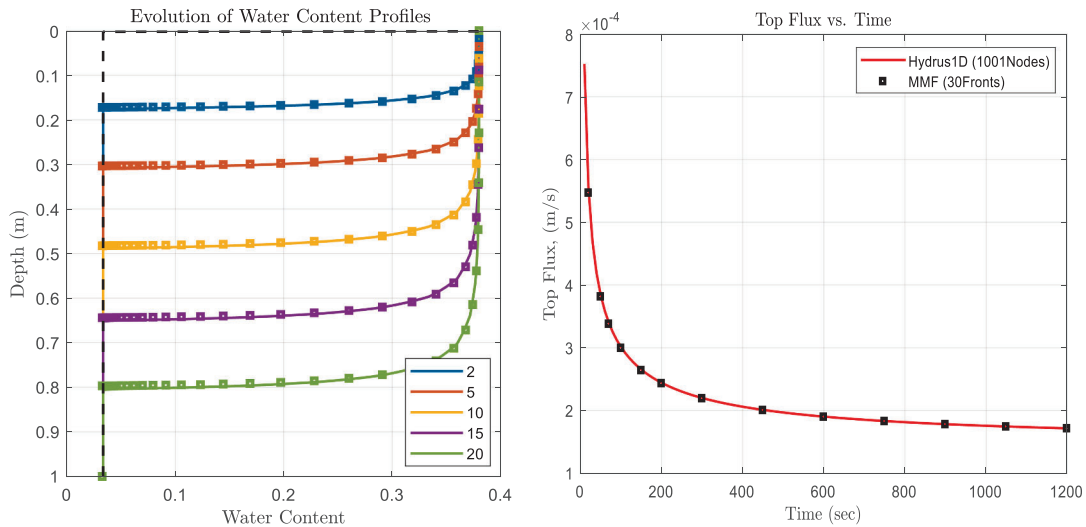 Evolution of Water Content Profiles
0
0.1
0.2
0.3
0.4
0.5
0.6
0.7
0.8
0.9
1
Depth (m)
2
5
10
15
20
0 0.1 0.2 0.3 0.4
Water Content
Top Flux vs. Time
×10⁻⁴
8
7
6
5
4
3
2
1
Top Flux, (m/s)
Hydrus1D (1001Nodes)
MMF (30Fronts)
0 200 400 600 800 1000 1200
Time (sec)